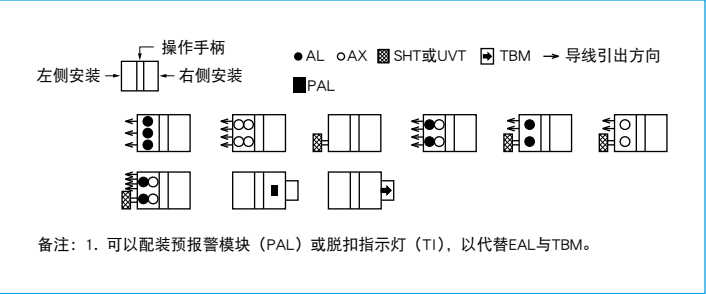 操作手柄
左侧安装 右侧安装
AL AX SHT或UVT TBM 导线引出方向
PAL
备注：1. 可以配装预报警模块（PAL）或脱扣指示灯（TI），以代替EAL与TBM。